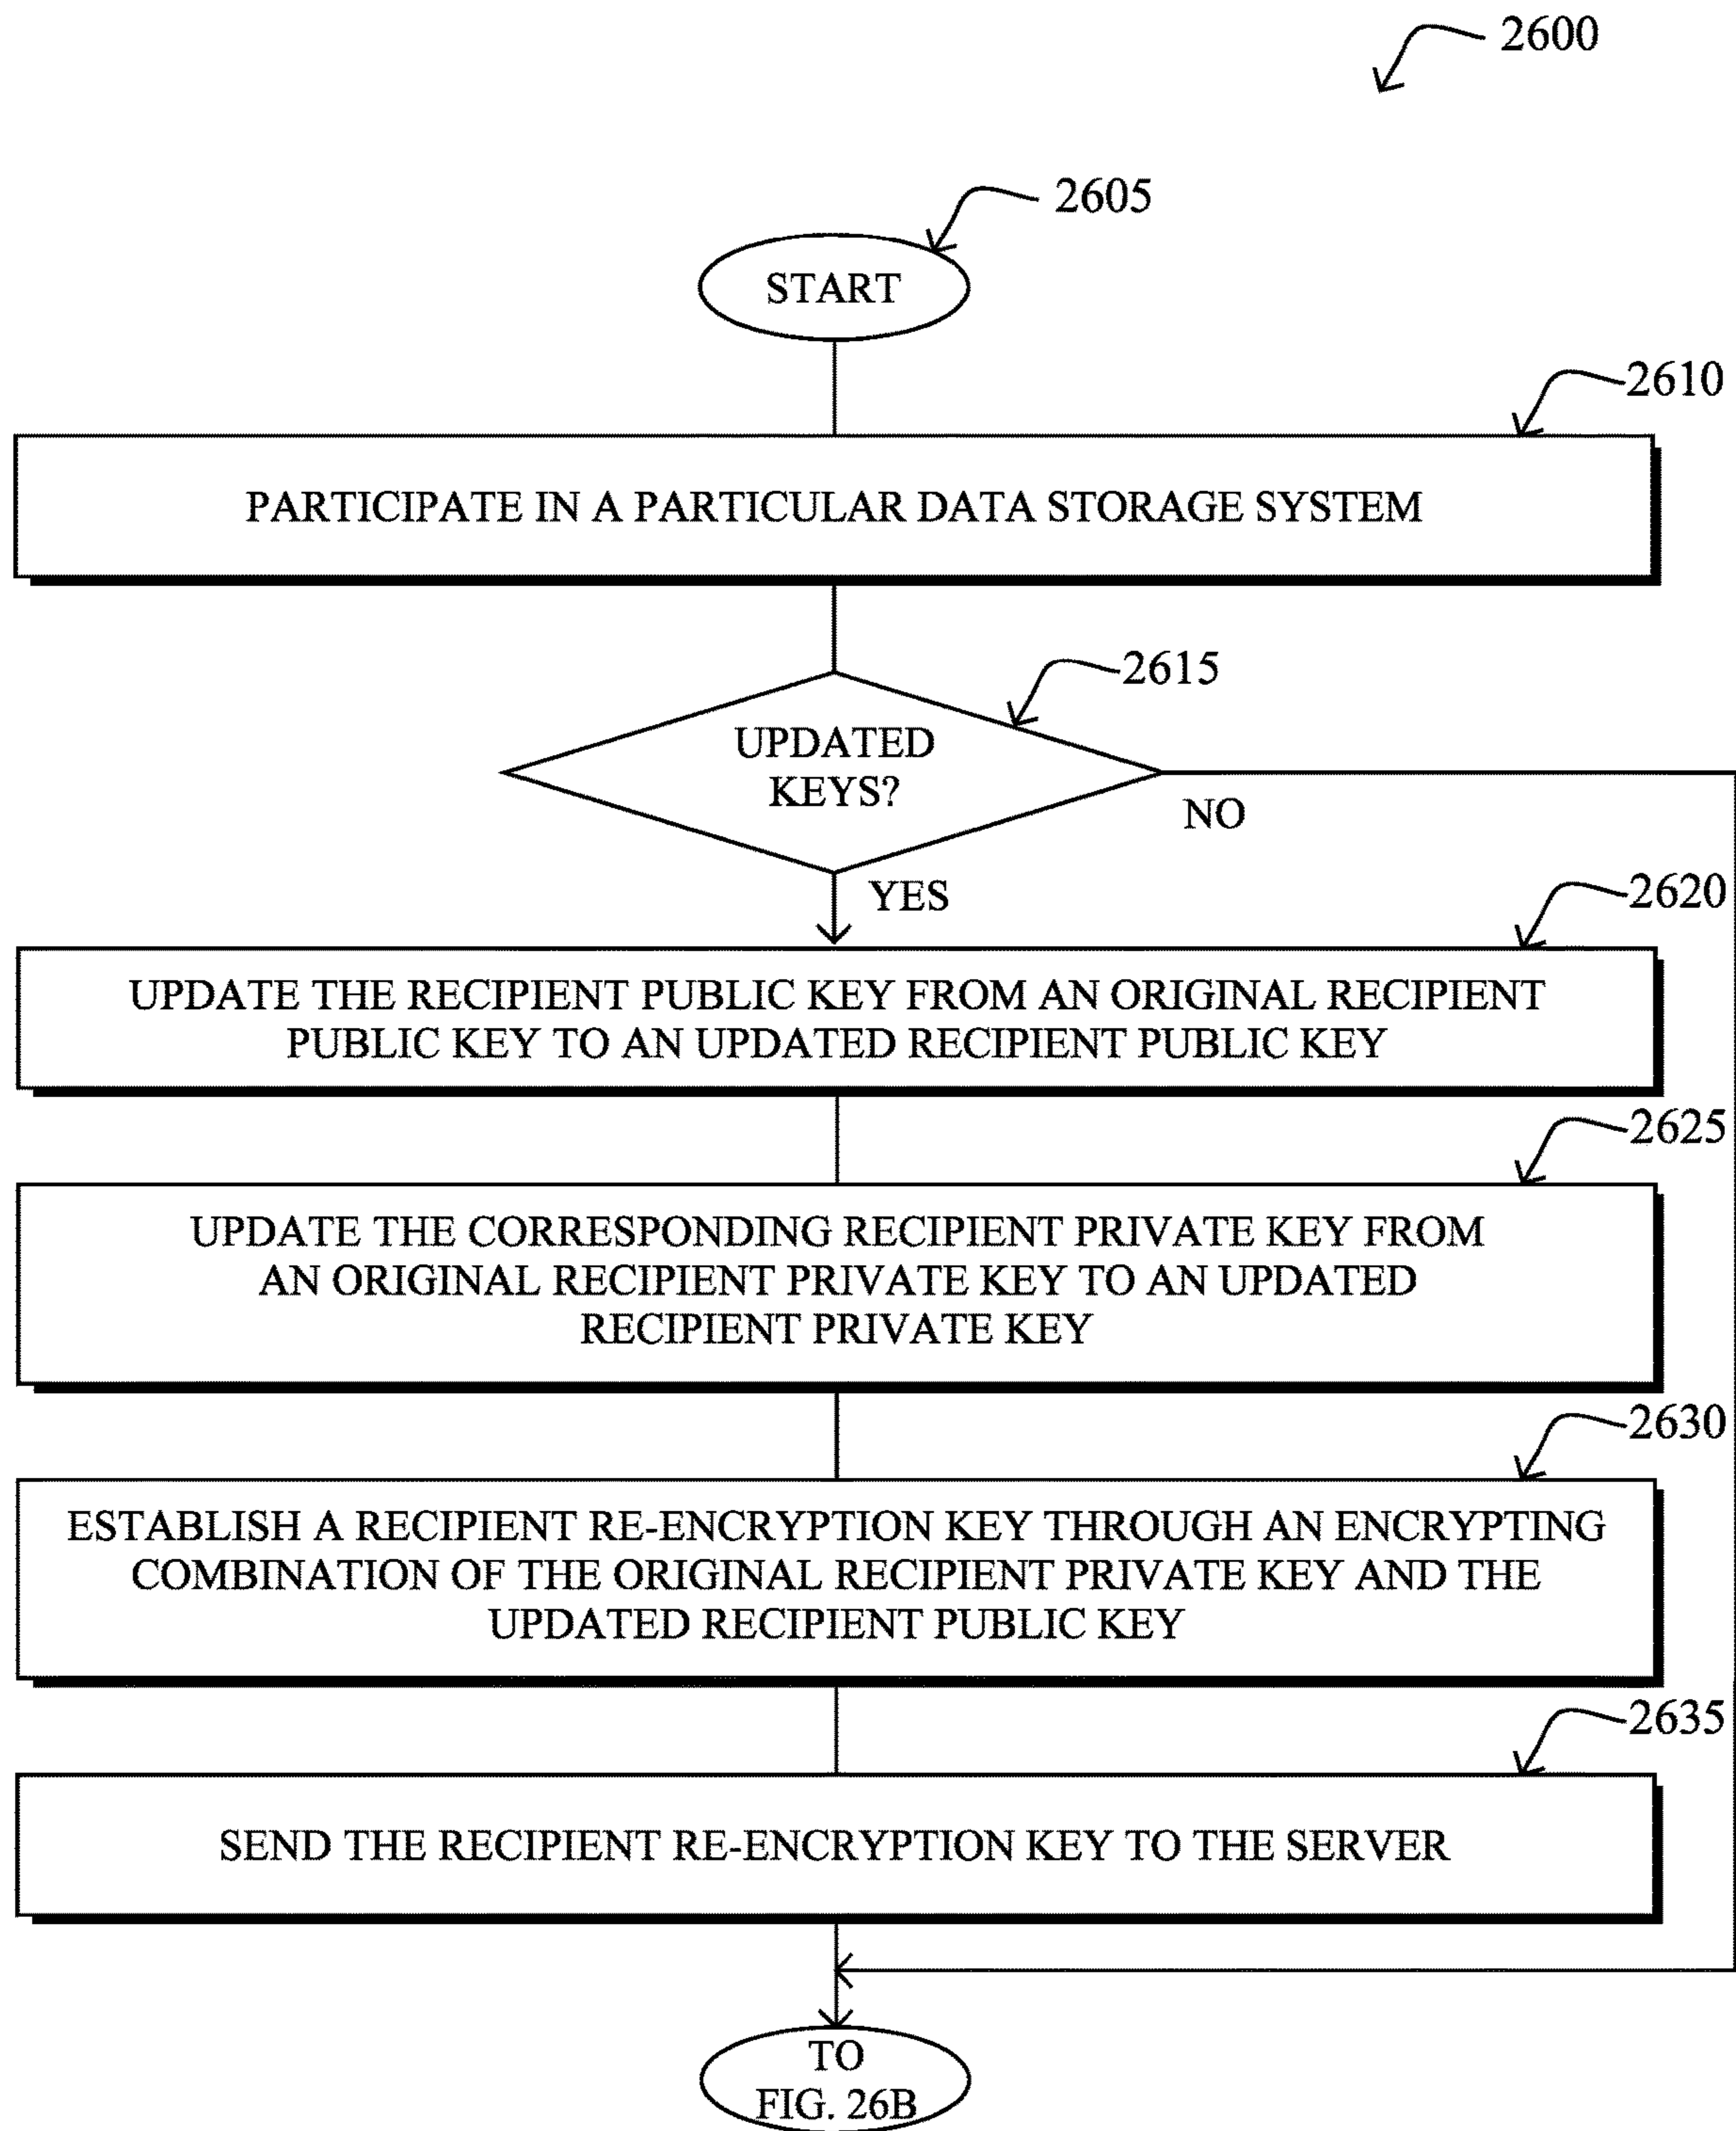 2600
2605
START
2610
PARTICIPATE IN A PARTICULAR DATA STORAGE SYSTEM
2615
UPDATED
KEYS?
NO
YES
2620
UPDATE THE RECIPIENT PUBLIC KEY FROM AN ORIGINAL RECIPIENT
PUBLIC KEY TO AN UPDATED RECIPIENT PUBLIC KEY
2625
UPDATE THE CORRESPONDING RECIPIENT PRIVATE KEY FROM
AN ORIGINAL RECIPIENT PRIVATE KEY TO AN UPDATED
RECIPIENT PRIVATE KEY
2630
ESTABLISH A RECIPIENT RE-ENCRYPTION KEY THROUGH AN ENCRYPTING
COMBINATION OF THE ORIGINAL RECIPIENT PRIVATE KEY AND THE
UPDATED RECIPIENT PUBLIC KEY
2635
SEND THE RECIPIENT RE-ENCRYPTION KEY TO THE SERVER
TO
FIG. 26B